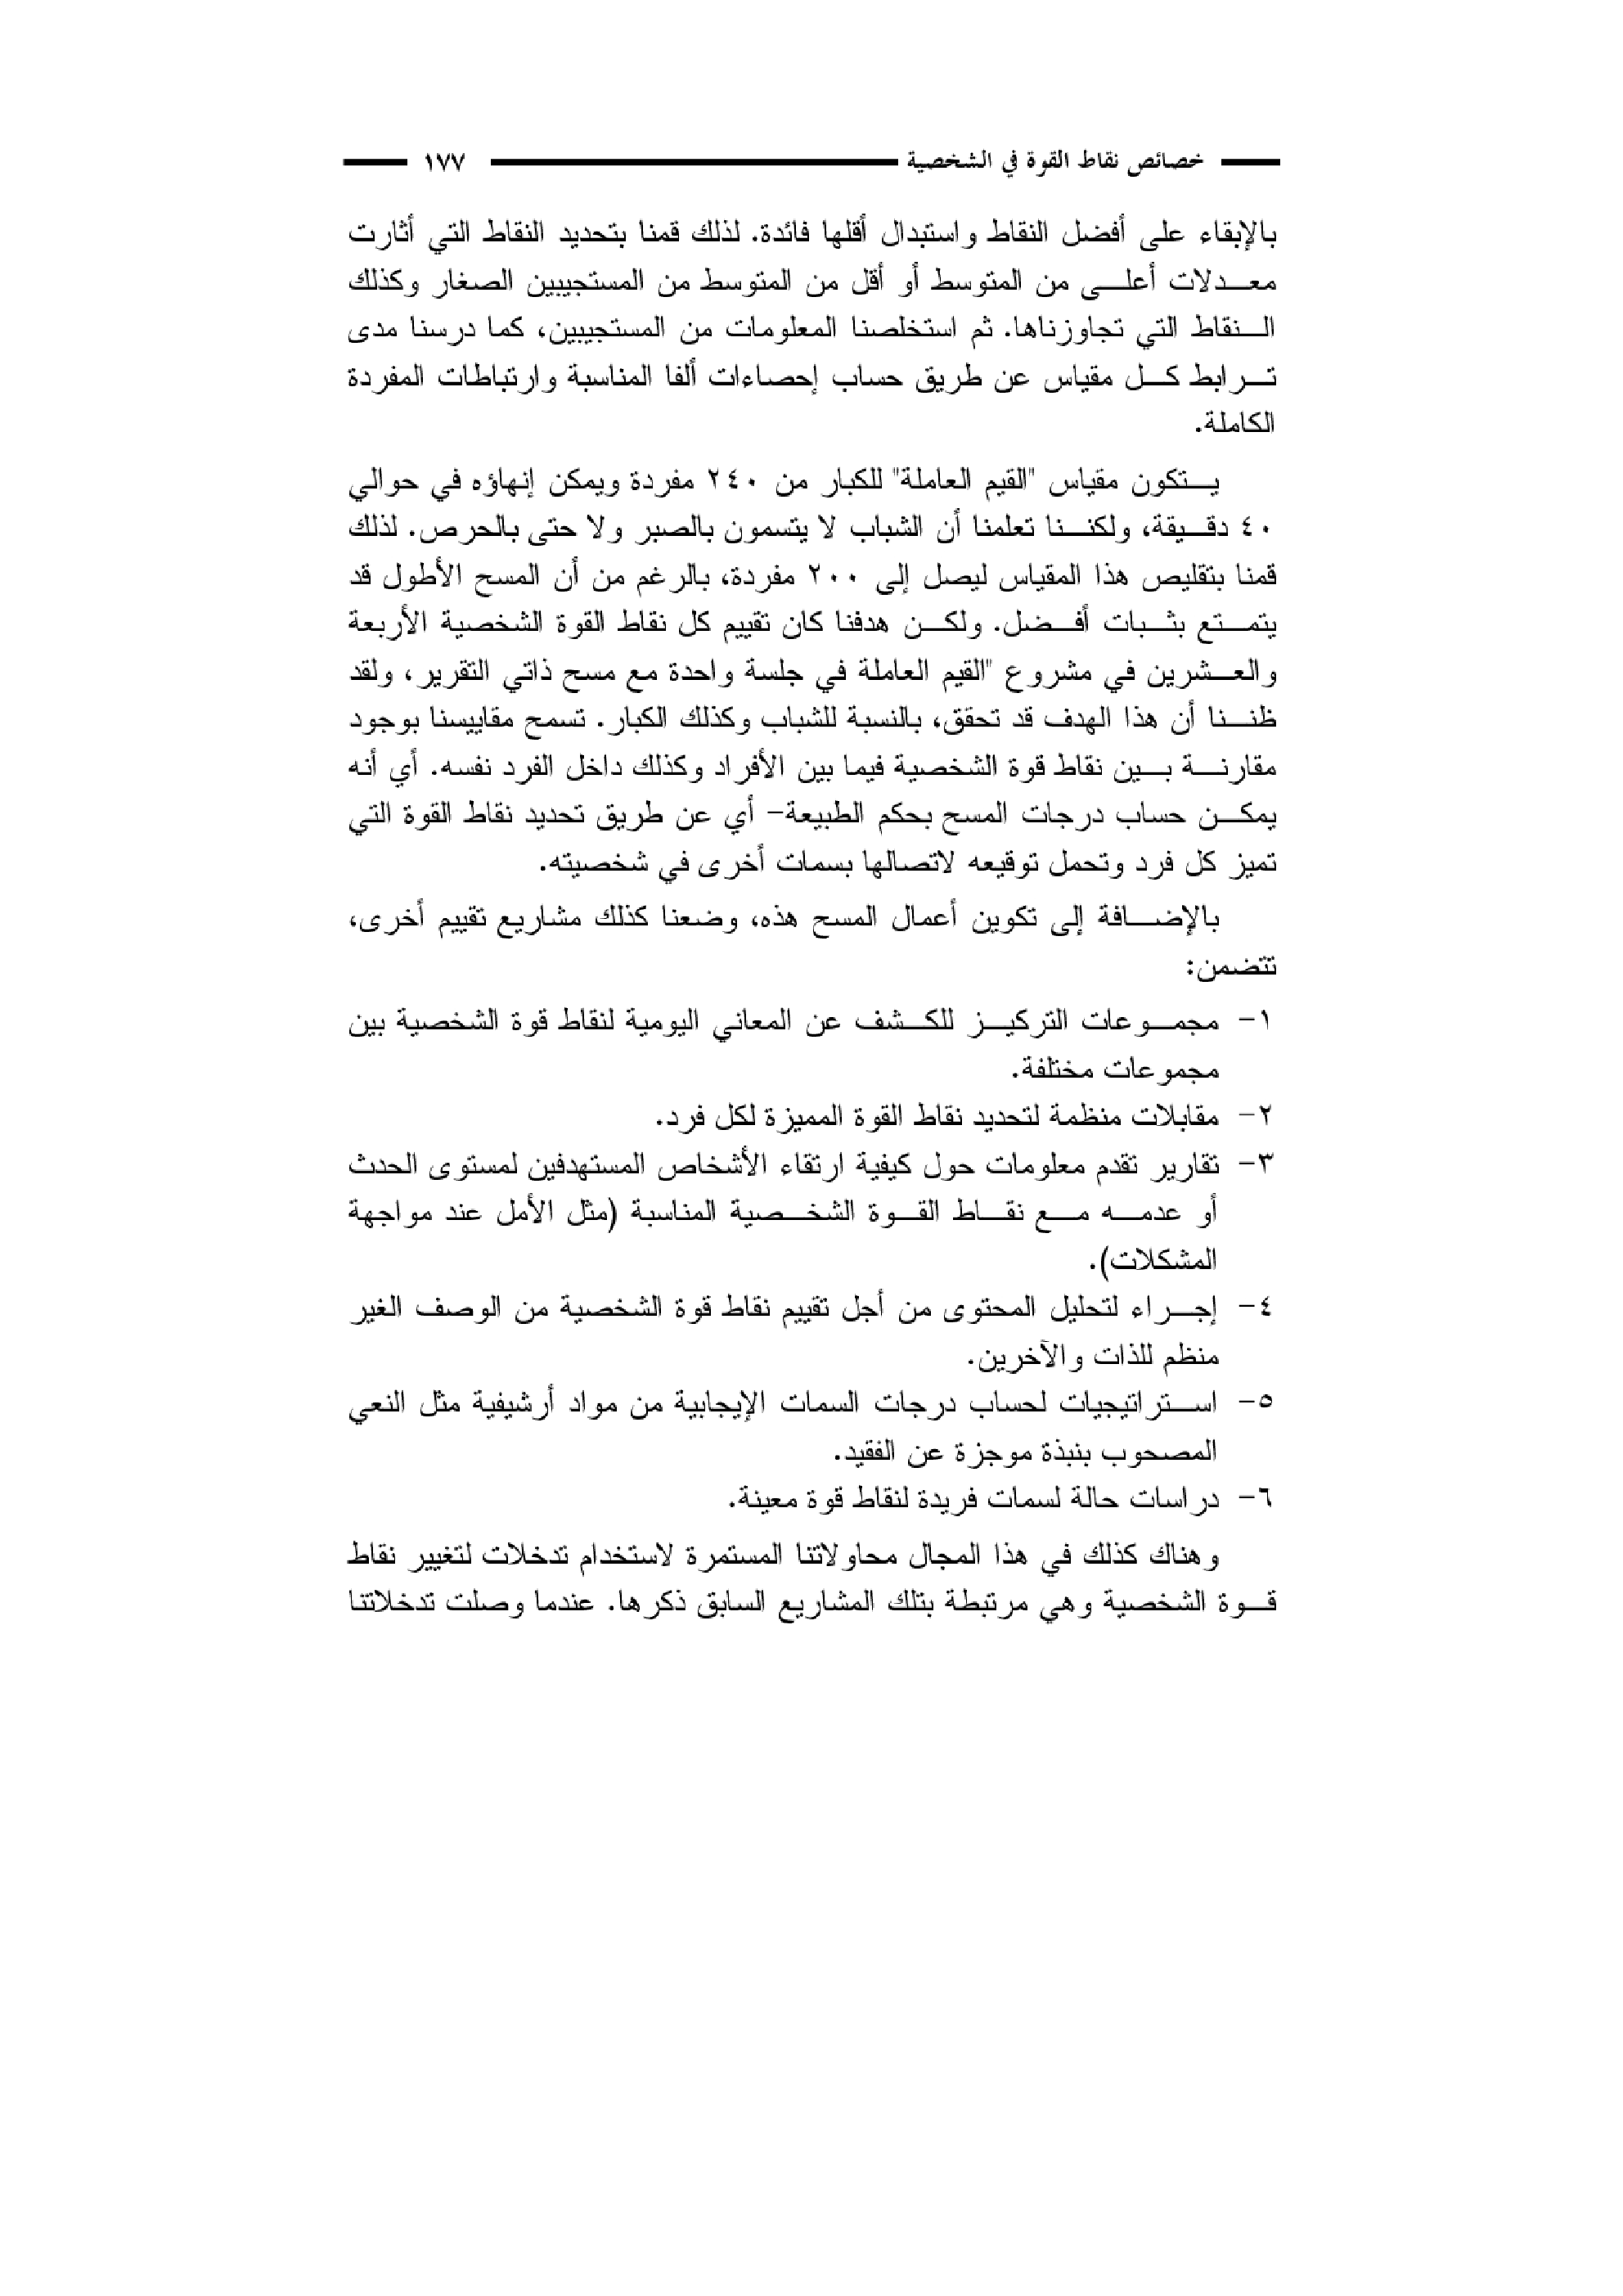 خصائص نقاط القوة في الشخصية ١٧٧
بالإبقاء على أفضل النقاط واستبدال أقلها فائدة. لذلك قمنا بتحديد النقاط التي أثارت
معدلات أعلى من المتوسط أو أقل من المتوسط من المستجيبين الصغار وكذلك
النقاط التي تجاوزناها. ثم استخلصنا المعلومات من المستجيبين، كما درسنا مدى
ترابط كل مقياس عن طريق حساب إحصاءات ألفا المناسبة وارتباطات المفردة
الكاملة.
يتكون مقياس "القيم العاملة" للكبار من ٢٤٠ مفردة ويمكن إنهاؤه في حوالي
٤٠ دقيقة، ولكننا تعلمنا أن الشباب لا يتسمون بالصبر ولا حتى بالحرص. لذلك
قمنا بتقليص هذا المقياس ليصل إلى ٢٠٠ مفردة، بالرغم من أن المسح الأطول قد
يتمتع بثبات أفضل. ولكن هدفنا كان تقييم كل نقاط القوة الشخصية الأربعة
والعشرين في مشروع "القيم العاملة في جلسة واحدة مع مسح ذاتي التقرير، ولقد
ظننا أن هذا الهدف قد تحقق، بالنسبة للشباب وكذلك الكبار. تسمح مقاييسنا بوجود
مقارنة بين نقاط قوة الشخصية فيما بين الأفراد وكذلك داخل الفرد نفسه. أي أنه
يمكن حساب درجات المسح بحكم الطبيعة- أي عن طريق تحديد نقاط القوة التي
تميز كل فرد وتحمل توقيعه لاتصالها بسمات أخرى في شخصيته.
بالإضافة إلى تكوين أعمال المسح هذه، وضعنا كذلك مشاريع تقييم أخرى،
تتضمن:
١- مجموعات التركيز للكشف عن المعاني اليومية لنقاط قوة الشخصية بين
مجموعات مختلفة.
٢- مقابلات منظمة لتحديد نقاط القوة المميزة لكل فرد.
٣- تقارير تقدم معلومات حول كيفية ارتقاء الأشخاص المستهدفين لمستوى الحدث
أو عدمه مع نقاط القوة الشخصية المناسبة (مثل الأمل عند مواجهة
المشكلات).
٤- إجراء لتحليل المحتوى من أجل تقييم نقاط قوة الشخصية من الوصف الغير
منظم للذات والآخرين.
٥- استراتيجيات لحساب درجات السمات الإيجابية من مواد أرشيفية مثل النعي
المصحوب بنبذة موجزة عن الفقيد.
٦- دراسات حالة لسمات فريدة لنقاط قوة معينة.
وهناك كذلك في هذا المجال محاولاتنا المستمرة لاستخدام تدخلات لتغيير نقاط
قوة الشخصية وهي مرتبطة بتلك المشاريع السابق ذكرها. عندما وصلت تدخلاتنا